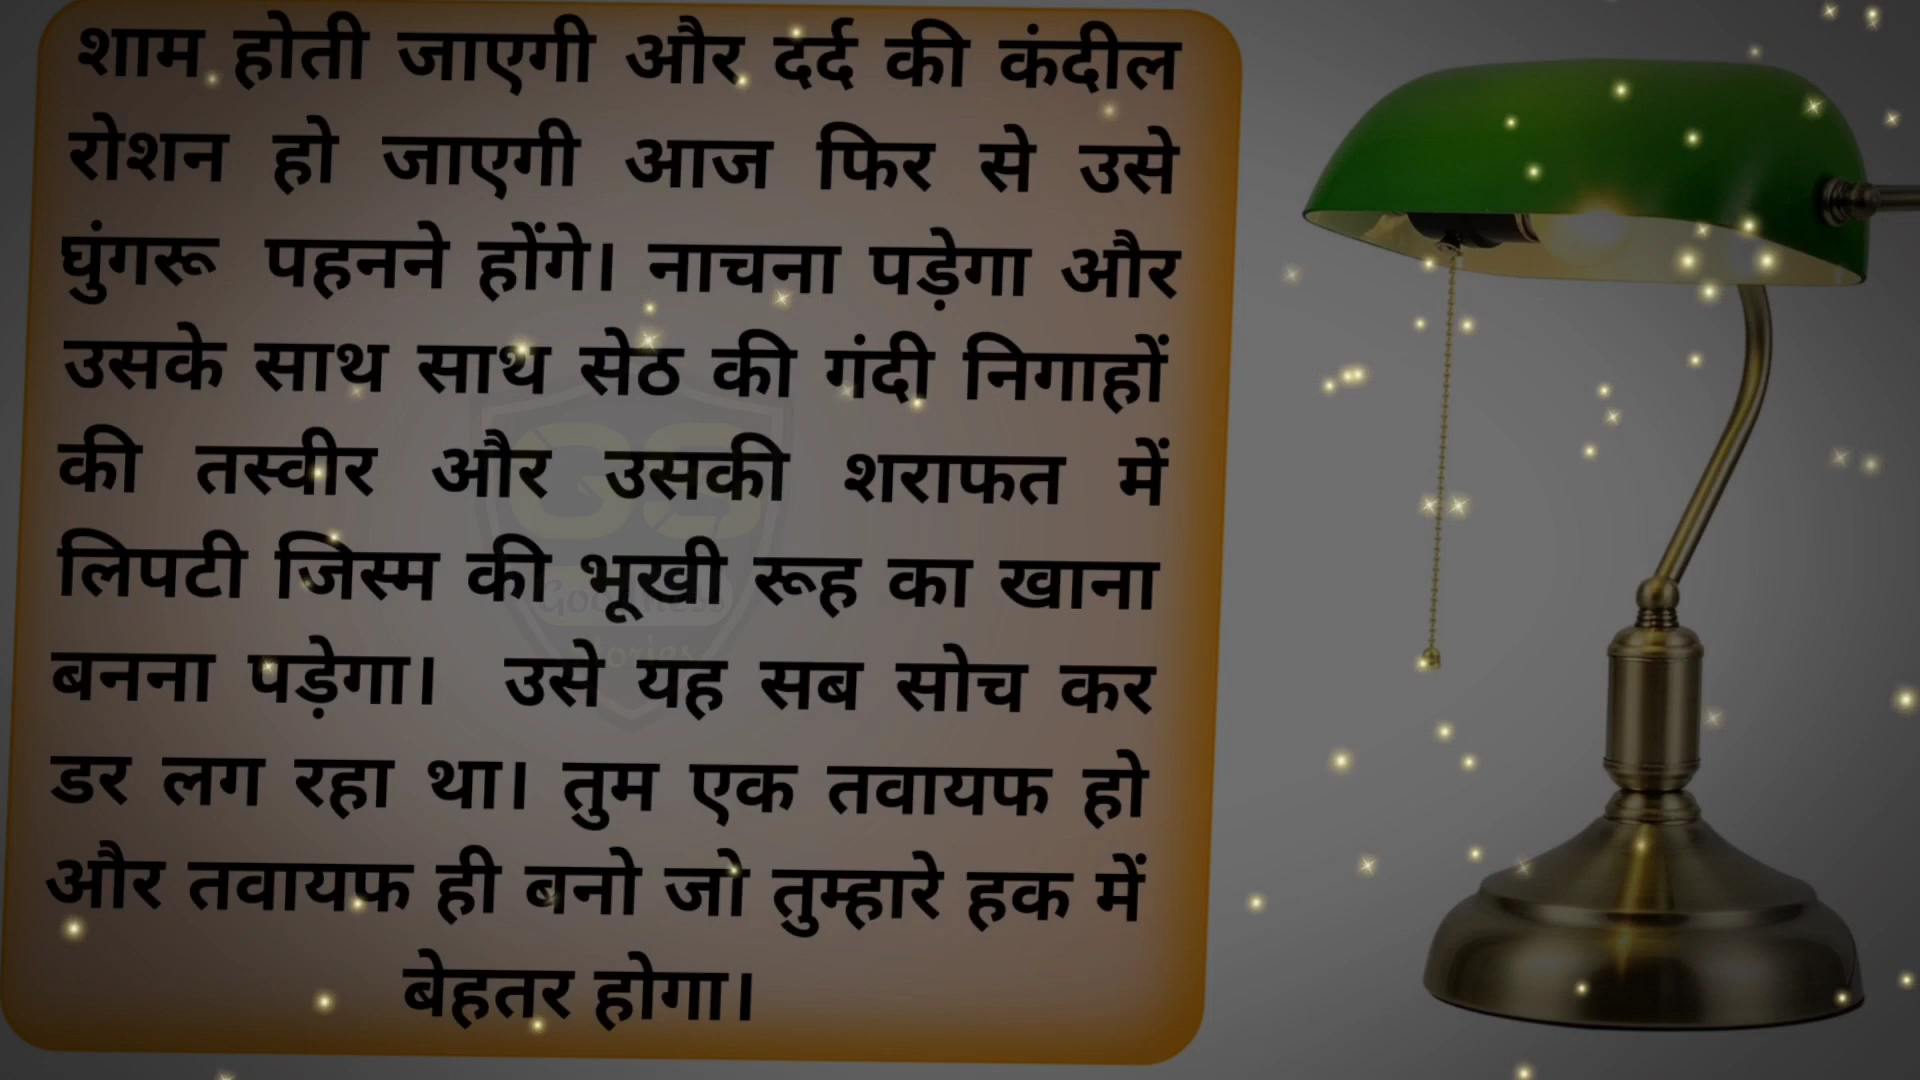 शाम होती जाएगी और दर्द की कंदील
रोशन हो जाएगी आज फिर से उसे
घुंगरू पहनने होंगे। नाचना पड़ेगा और
उसके साथ साथ सेठ की गंदी निगाहों
की तस्वीर और उसकी शराफत में
लिपटी जिस्म की भूखी रूह का खाना
बनना पड़ेगा। उसे यह सब सोच कर
डर लग रहा था। तुम एक तवायफ हो
और तवायफ ही बनो जो तुम्हारे हक में
बेहतर होगा।